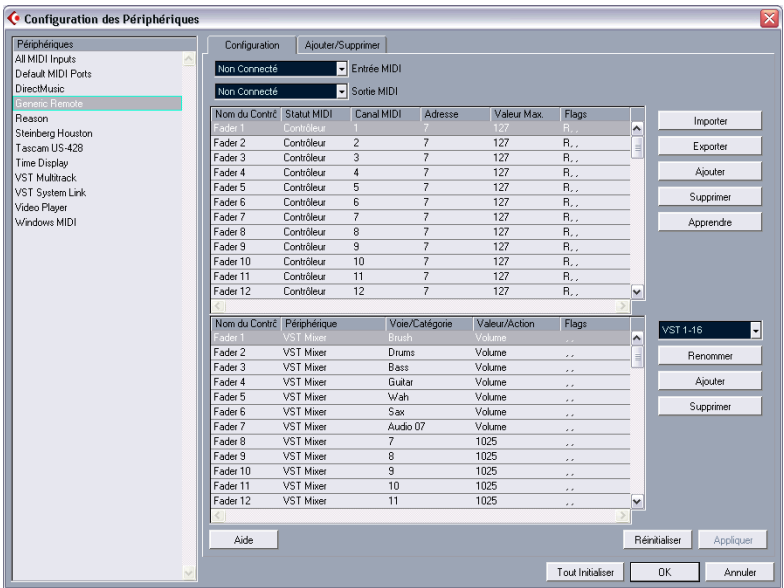 Configuration des Périphériques
Périphériques
All MIDI Inputs
Default MIDI Ports
DirectMusic
Generic Remote
Reason
Steinberg Houston
Tascam US-428
Time Display
VST Multitrack
VST System Link
Video Player
Windows MIDI
Configuration Ajouter/Supprimer
Non Connecté Entrée MIDI
Non Connecté Sortie MIDI
Nom du Contrč Statut MIDI Canal MIDI Adresse Valeur Max. Flags
Fader 1 Contrôleur 1 7 127 R, ,
Fader 2 Contrôleur 2 7 127 R, ,
Fader 3 Contrôleur 3 7 127 R, ,
Fader 4 Contrôleur 4 7 127 R, ,
Fader 5 Contrôleur 5 7 127 R, ,
Fader 6 Contrôleur 6 7 127 R, ,
Fader 7 Contrôleur 7 7 127 R, ,
Fader 8 Contrôleur 8 7 127 R, ,
Fader 9 Contrôleur 9 7 127 R, ,
Fader 10 Contrôleur 10 7 127 R, ,
Fader 11 Contrôleur 11 7 127 R, ,
Fader 12 Contrôleur 12 7 127 R, ,
Importer
Exporter
Ajouter
Supprimer
Apprendre
Nom du Contrč Périphérique Voie/Catégorie Valeur/Action Flags
Fader 1 VST Mixer Brush Volume , ,
Fader 2 VST Mixer Drums Volume , ,
Fader 3 VST Mixer Bass Volume , ,
Fader 4 VST Mixer Guitar Volume , ,
Fader 5 VST Mixer Wah Volume , ,
Fader 6 VST Mixer Sax Volume , ,
Fader 7 VST Mixer Audio 07 Volume , ,
Fader 8 VST Mixer 7 1025 , ,
Fader 9 VST Mixer 8 1025 , ,
Fader 10 VST Mixer 9 1025 , ,
Fader 11 VST Mixer 10 1025 , ,
Fader 12 VST Mixer 11 1025 , ,
VST 1-16
Renommer
Ajouter
Supprimer
Aide Réinitialiser Appliquer
Tout Initialiser OK Annuler